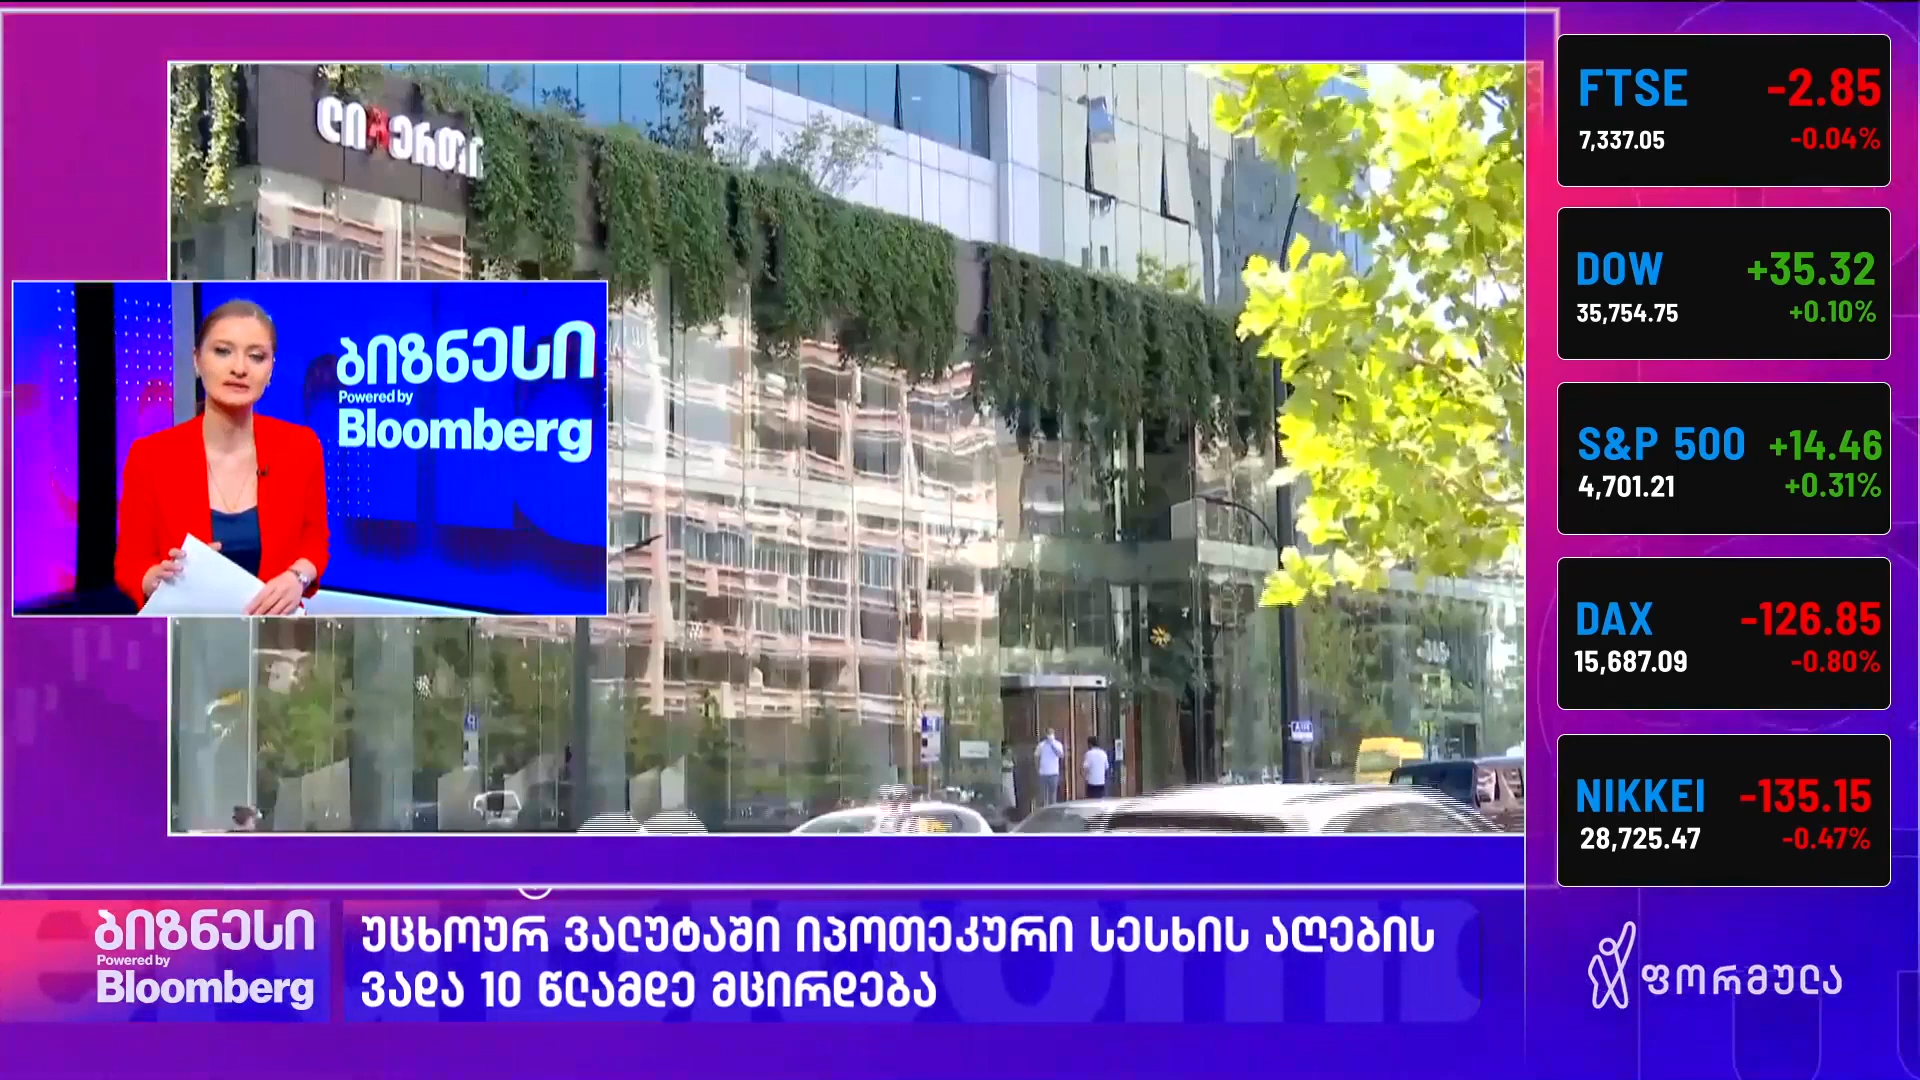 ლიბერთი
ბიზნესი
Powered by
Bloomberg
FTSE -2.85
7,337.05 -0.04%
DOW +35.32
35,754.75 +0.10%
S&P 500 +14.46
4,701.21 +0.31%
DAX -126.85
15,687.09 -0.80%
NIKKEI -135.15
28,725.47 -0.47%
ბიზნესი
Powered by
Bloomberg
უცხოურ ვალუტაში იპოთეკური სესხის აღების
ვადა 10 წლამდე მცირდება
ფორმულა